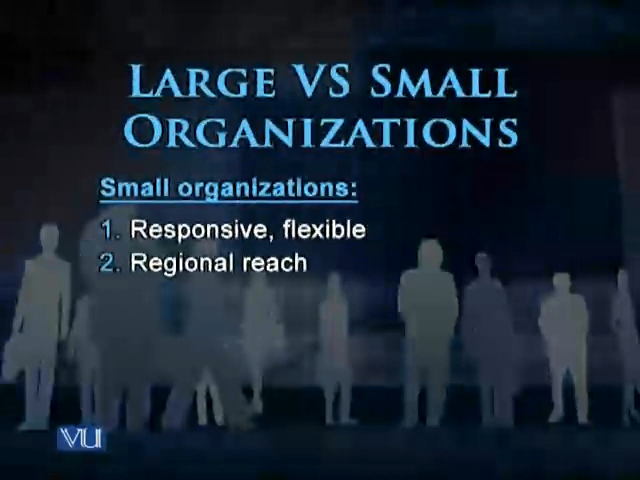 LARGE VS SMALL
ORGANIZATIONS
Small organizations:
1. Responsive, flexible
2. Regional reach
VU